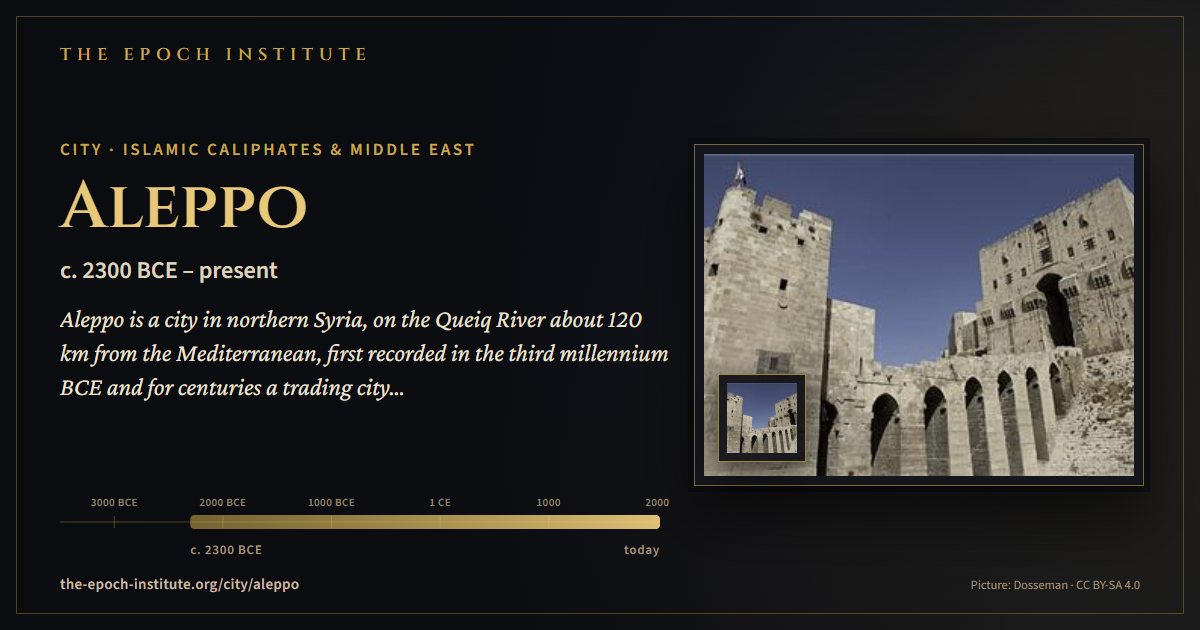 THE EPOCH INSTITUTE
CITY · ISLAMIC CALIPHATES & MIDDLE EAST
ALEPPO
c. 2300 BCE – present
Aleppo is a city in northern Syria, on the Queiq River about 120
km from the Mediterranean, first recorded in the third millennium
BCE and for centuries a trading city...
3000 BCE 2000 BCE 1000 BCE 1 CE 1000 2000
c. 2300 BCE today
the-epoch-institute.org/city/aleppo
Picture: Dosseman · CC BY-SA 4.0